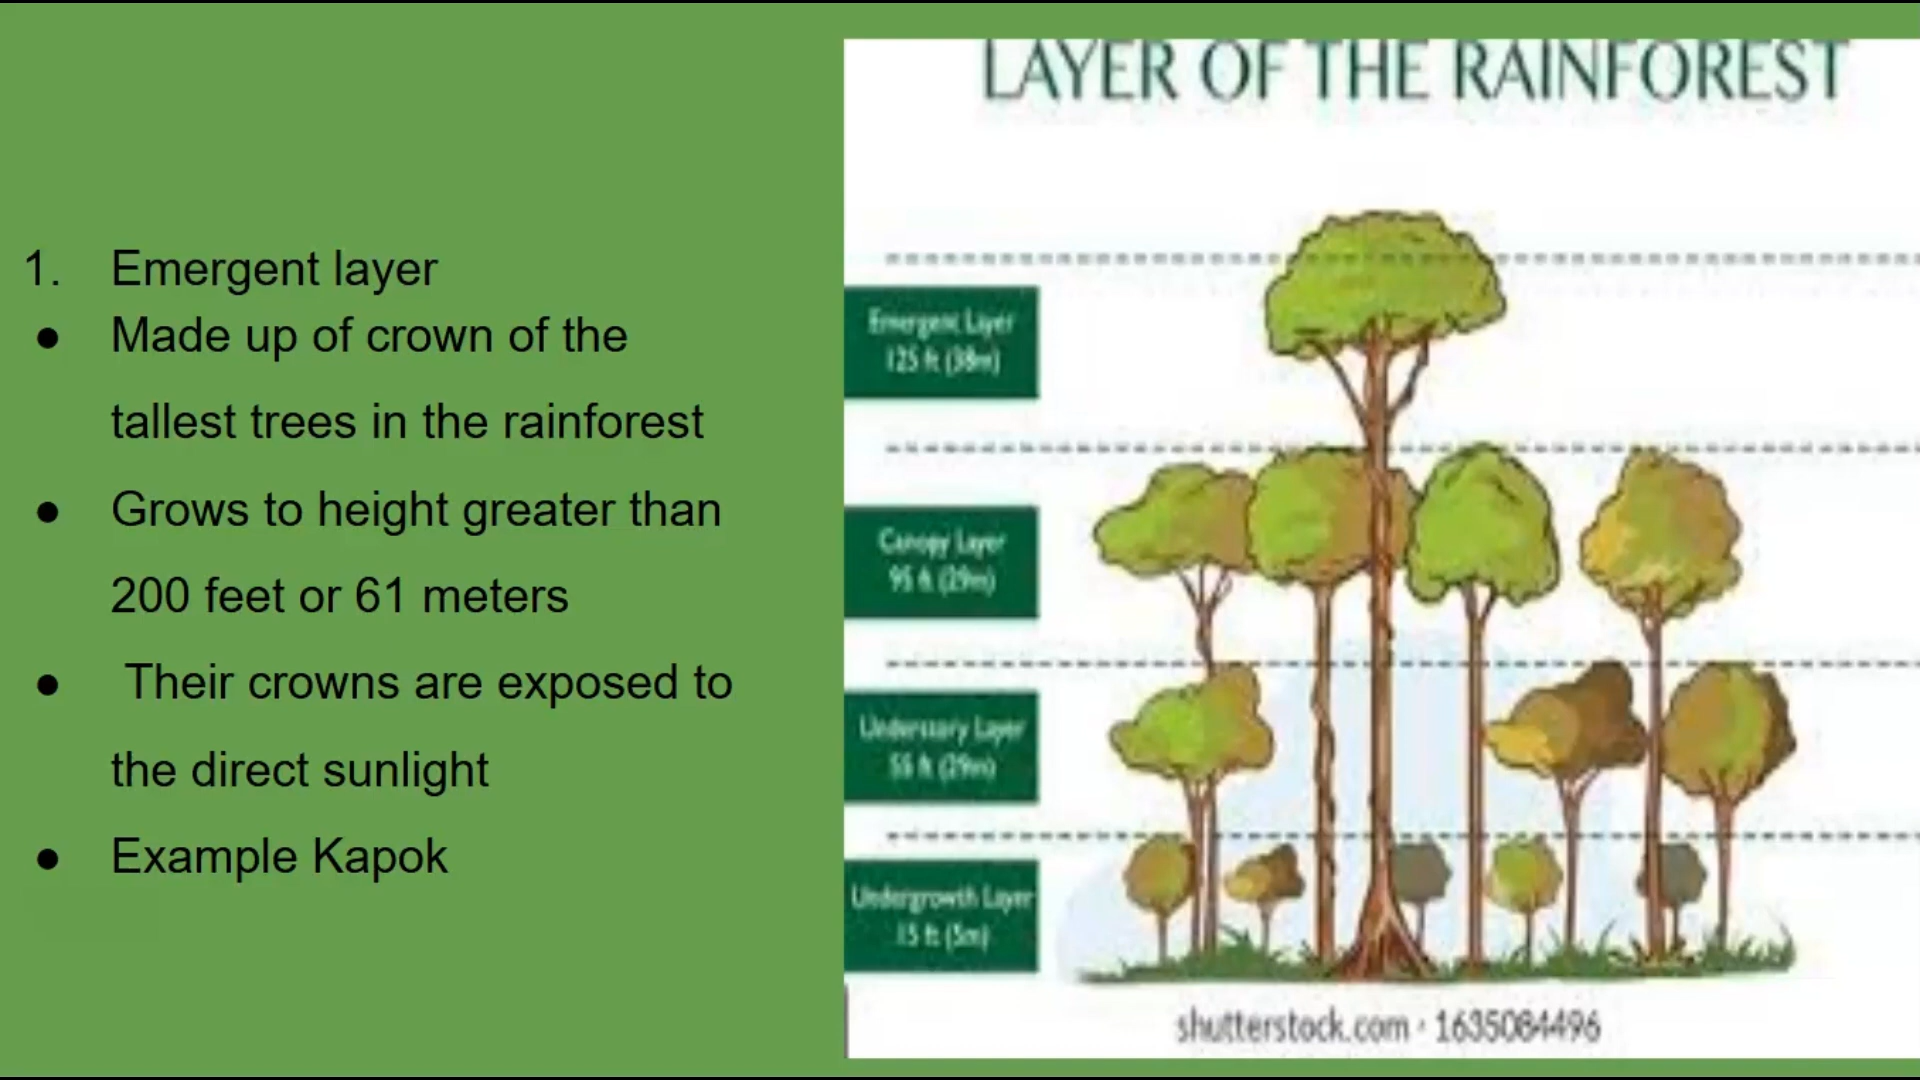 1. Emergent layer
● Made up of crown of the
tallest trees in the rainforest
● Grows to height greater than
200 feet or 61 meters
● Their crowns are exposed to
the direct sunlight
● Example Kapok
LAYER OF THE RAINFOREST
Emergent Layer
125 ft (38m)
Canopy Layer
95 ft (29m)
Understory Layer
55 ft (29m)
Undergrowth Layer
15 ft (5m)
shutterstock.com · 1635084496